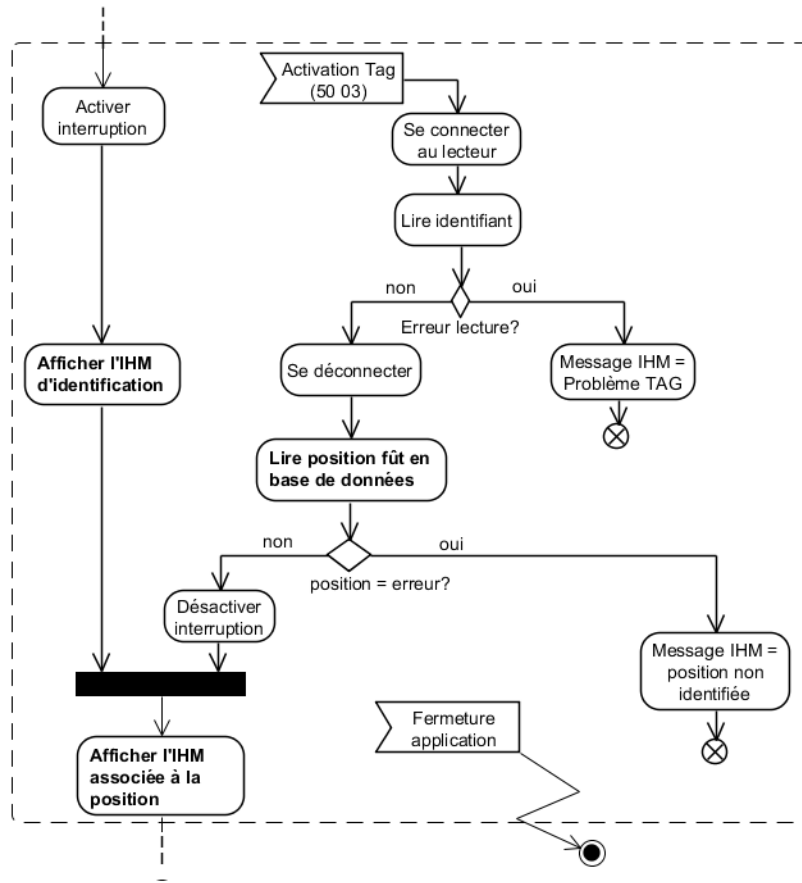 Activation Tag
(50 03)
Activer
interruption
Se connecter
au lecteur
Lire identifiant
non
oui
Erreur lecture?
Afficher l'IHM
d'identification
Se déconnecter
Message IHM =
Problème TAG
Lire position fût en
base de données
non
oui
position = erreur?
Désactiver
interruption
Message IHM =
position non
identifiée
Fermeture
application
Afficher l'IHM
associée à la
position